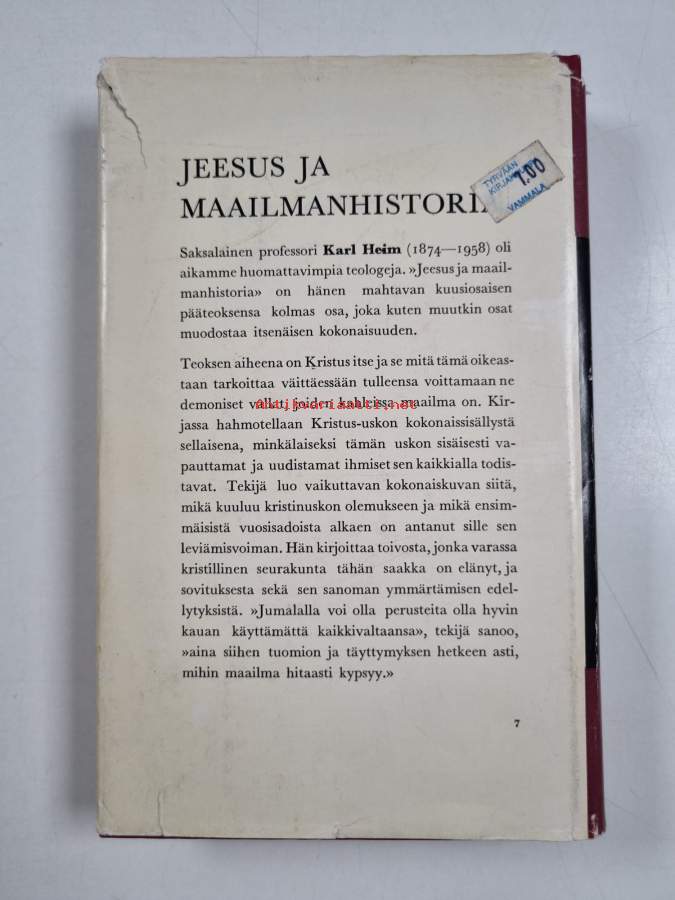 JEESUS JA
MAAILMANHISTORI
TYRVÄÄN
7.00
VAMMALA
Saksalainen professori Karl Heim (1874—1958) oli
aikamme huomattavimpia teologeja. »Jeesus ja maail-
manhistoria» on hänen mahtavan kuusiosaisen
pääteoksensa kolmas osa, joka kuten muutkin osat
muodostaa itsenäisen kokonaisuuden.
Teoksen aiheena on Kristus itse ja se mitä tämä oikeas-
taan tarkoittaa väittäessään tulleensa voittamaan ne
demoniset vallat, joiden kahleissa maailma on. Kir-
Antikvariaatti.net
jassa hahmotellaan Kristus-uskon kokonaissisällystä
sellaisena, minkälaiseksi tämän uskon sisäisesti va-
pauttamat ja uudistamat ihmiset sen kaikkialla todis-
tavat. Tekijä luo vaikuttavan kokonaiskuvan siitä,
mikä kuuluu kristinuskon olemukseen ja mikä ensim-
mäisistä vuosisadoista alkaen on antanut sille sen
leviämisvoiman. Hän kirjoittaa toivosta, jonka varassa
kristillinen seurakunta tähän saakka on elänyt, ja
sovituksesta sekä sen sanoman ymmärtämisen edel-
lytyksistä. »Jumalalla voi olla perusteita olla hyvin
kauan käyttämättä kaikkivaltaansa», tekijä sanoo,
»aina siihen tuomion ja täyttymyksen hetkeen asti,
mihin maailma hitaasti kypsyy.»
7